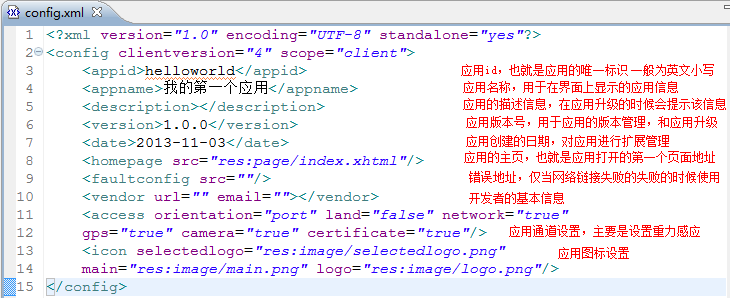 config.xml
1 <?xml version="1.0" encoding="UTF-8" standalone="yes"?>
2 <config clientversion="4" scope="client">
3 <appid>helloworld</appid> 应用id，也就是应用的唯一标识 一般为英文小写
4 <appname>我的第一个应用</appname> 应用名称，用于在界面上显示的应用信息
5 <description></description> 应用的描述信息，在应用升级的时候会提示该信息
6 <version>1.0.0</version> 应用版本号，用于应用的版本管理，和应用升级
7 <date>2013-11-03</date> 应用创建的日期，对应用进行扩展管理
8 <homepage src="res:page/index.xhtml"/> 应用的主页，也就是应用打开的第一个页面地址
9 <faultconfig src=""/> 错误地址，仅当网络链接失败的失败的时候使用
10 <vendor url="" email=""></vendor> 开发者的基本信息
11 <access orientation="port" land="false" network="true"
12 gps="true" camera="true" certificate="true"/> 应用通道设置，主要是设置重力感应
13 <icon selectedlogo="res:image/selectedlogo.png" 应用图标设置
14 main="res:image/main.png" logo="res:image/logo.png"/>
15 </config>